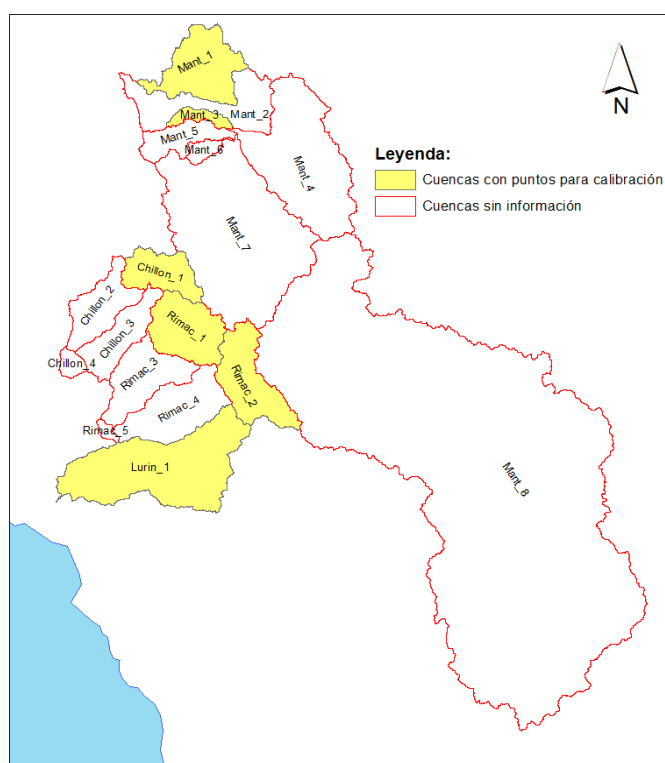 Mant_1
Mant_3
Mant_2
Mant_5
Mant_6
Mant_4
N
Leyenda:
Cuencas con puntos para calibración
Cuencas sin información
Mant_7
Chillon_1
Chillon_2
Chillon_3
Rimac_1
Chillon_4
Rimac_3
Rimac_2
Rimac_4
Rimac_5
Lurin_1
Mant_8